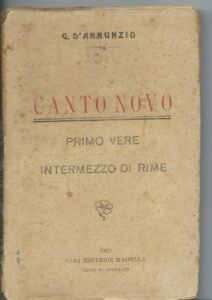 G. D'ANNUNZIO
CANTO NOVO
PRIMO VERE
INTERMEZZO DI RIME
CASA EDITRICE MADELLA